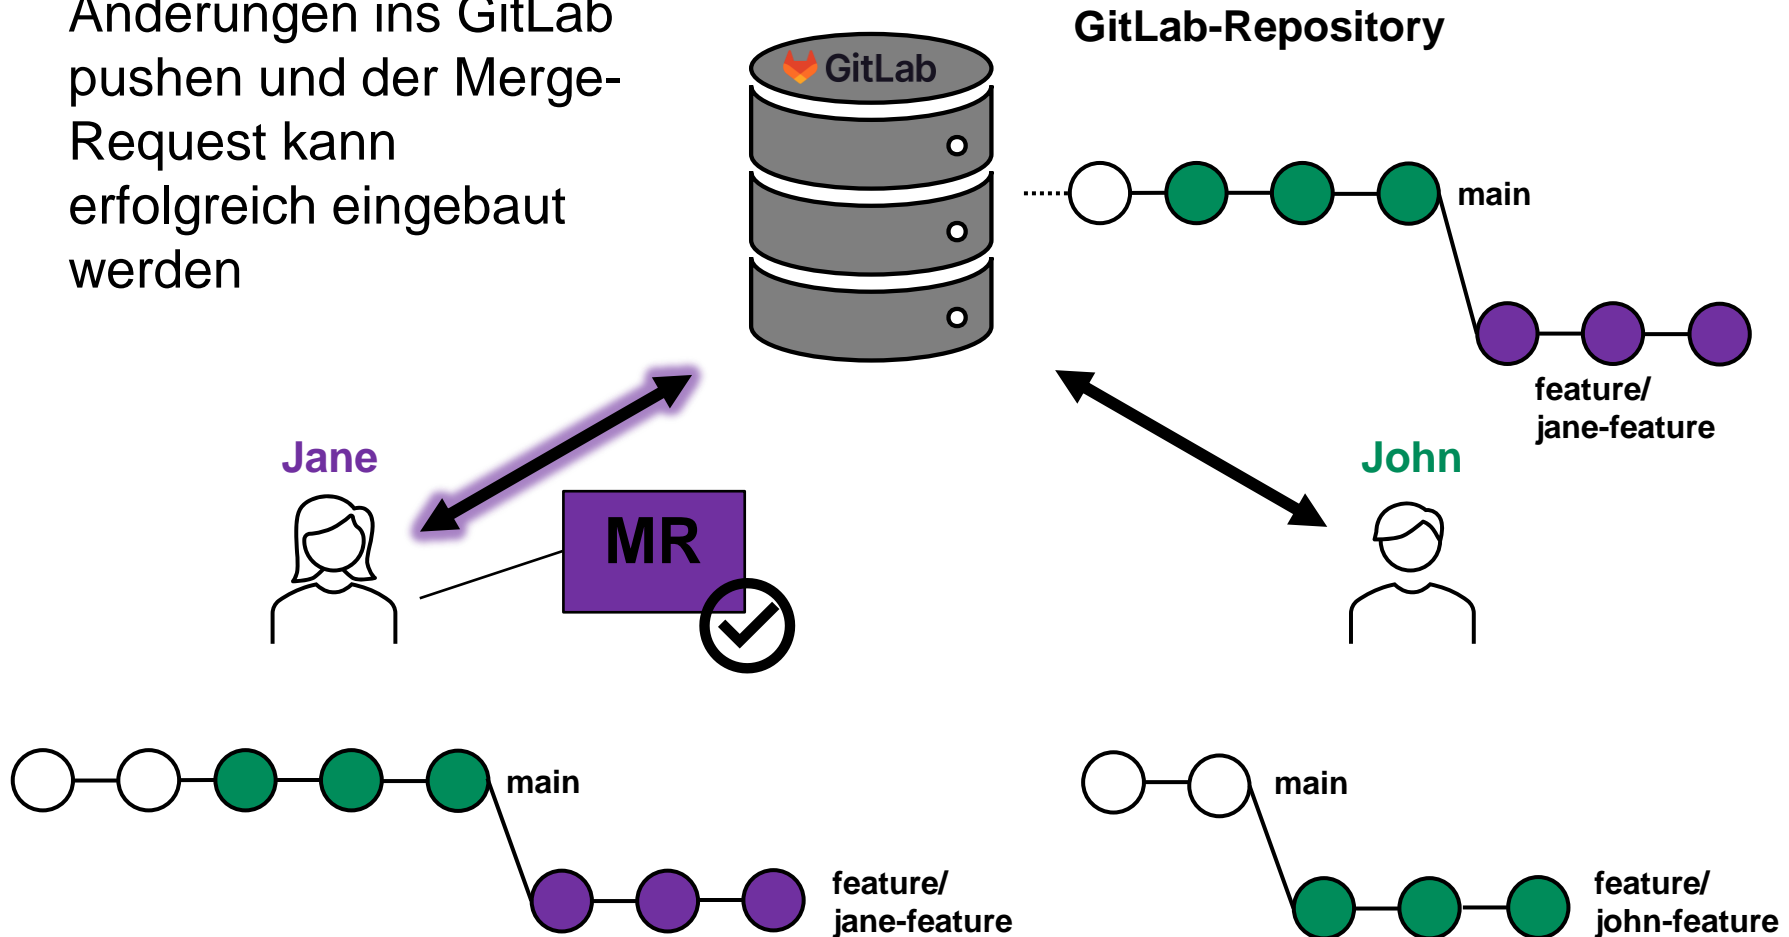 Änderungen ins GitLab
pushen und der Merge-
Request kann
erfolgreich eingebaut
werden
GitLab-Repository
GitLab
main
feature/
jane-feature
Jane
John
MR
main
feature/
jane-feature
main
feature/
john-feature